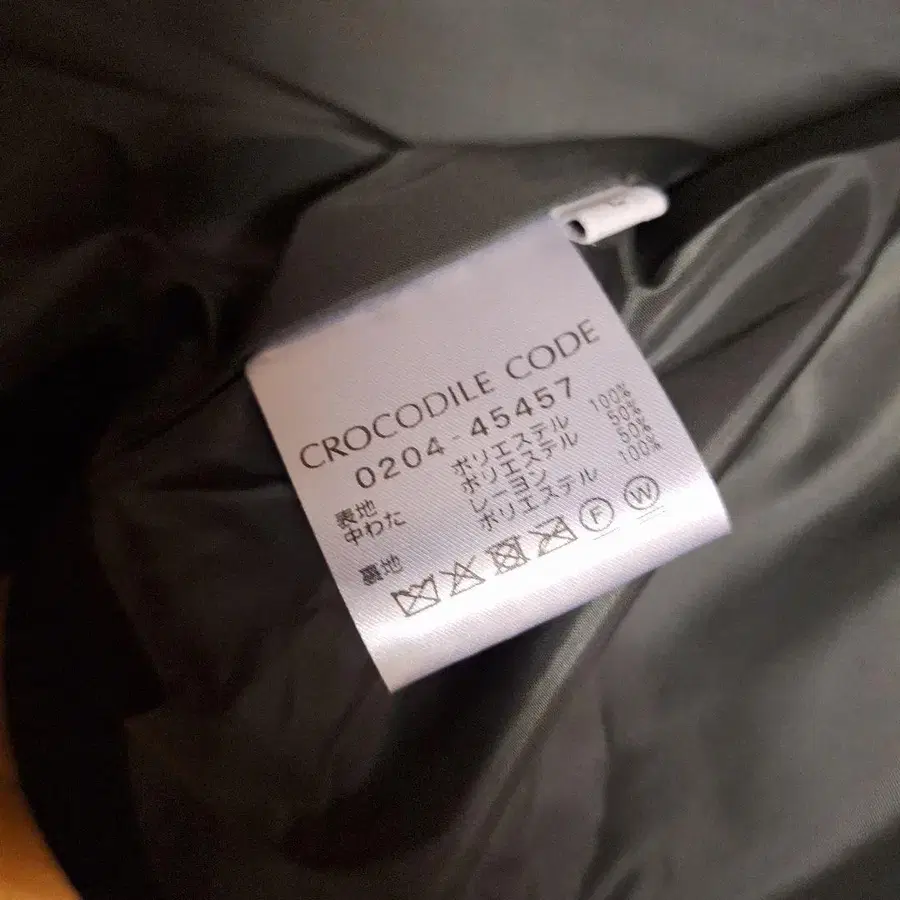 CROCODILE CODE
0204-45457
表地 ポリエステル 100%
中わた ポリエステル 50%
レーヨン 50%
裏地 ポリエステル 100%
F W